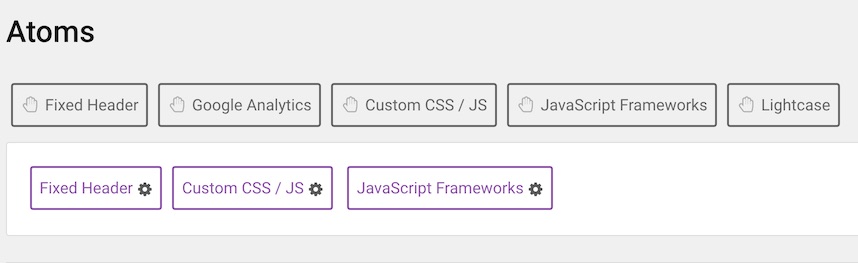 Atoms
Fixed Header Google Analytics Custom CSS / JS JavaScript Frameworks Lightcase
Fixed Header Custom CSS / JS JavaScript Frameworks